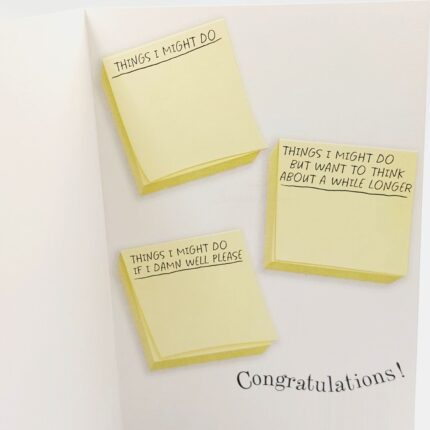 THINGS I MIGHT DO
THINGS I MIGHT DO
BUT WANT TO THINK
ABOUT A WHILE LONGER
THINGS I MIGHT DO
IF I DAMN WELL PLEASE
Congratulations!